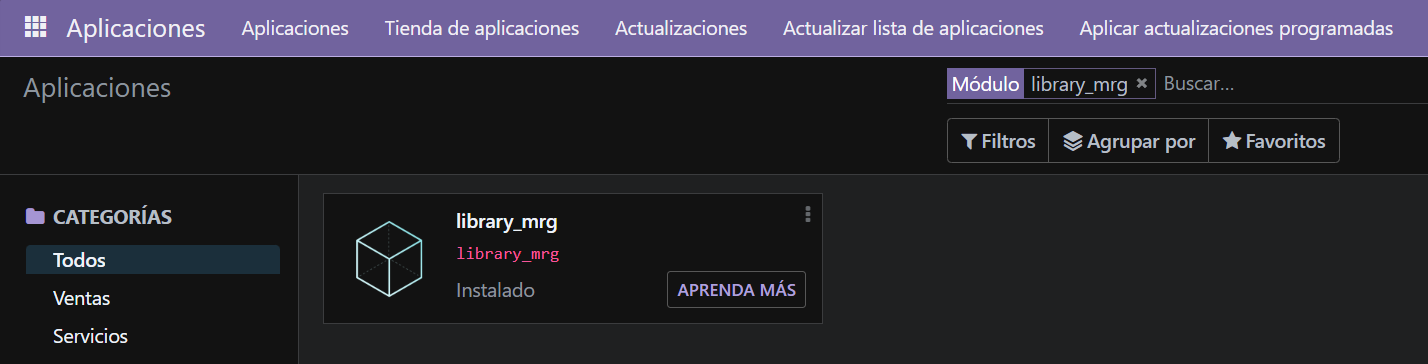 Aplicaciones Aplicaciones Tienda de aplicaciones Actualizaciones Actualizar lista de aplicaciones Aplicar actualizaciones programadas
Aplicaciones
Módulo library_mrg × Buscar...
Filtros Agrupar por Favoritos
CATEGORÍAS
Todos
Ventas
Servicios
library_mrg
library_mrg
Instalado
APRENDA MÁS